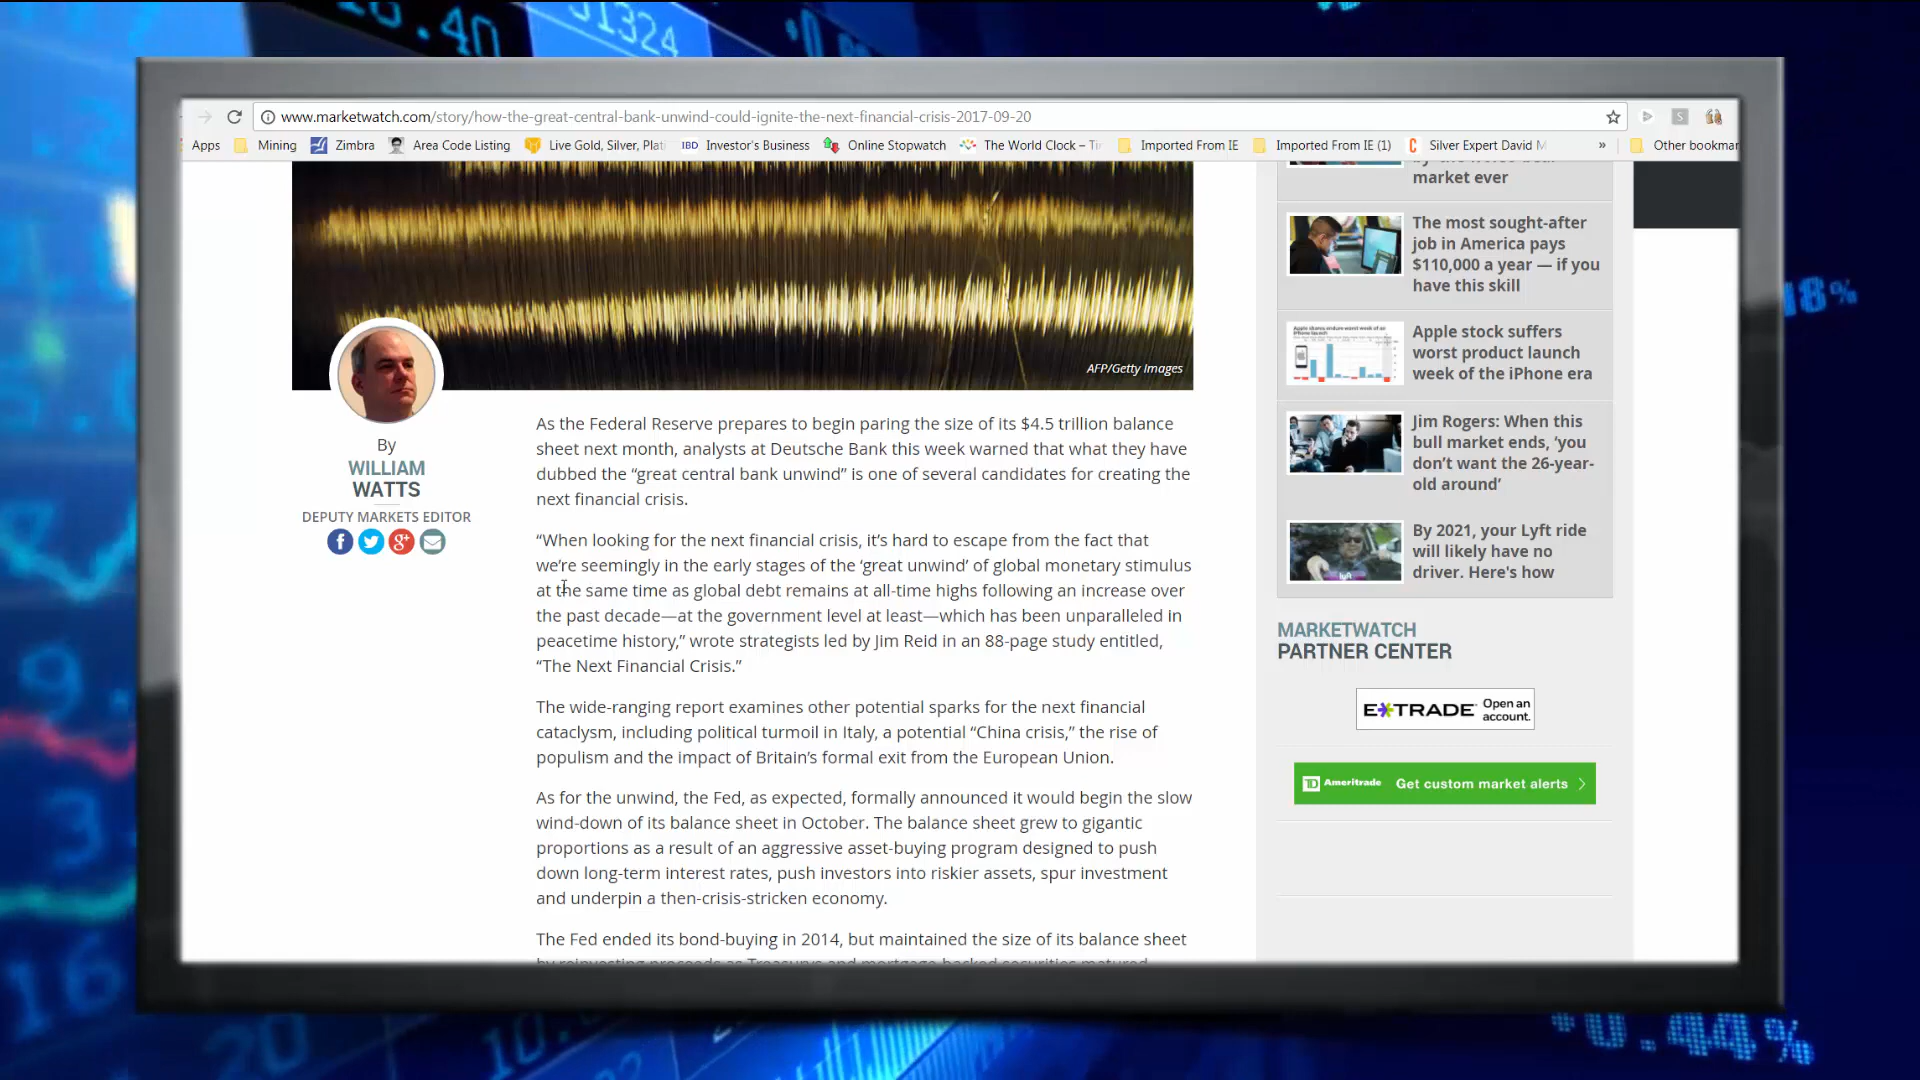 16.40
31324
www.marketwatch.com/story/how-the-great-central-bank-unwind-could-ignite-the-next-financial-crisis-2017-09-20
Apps
Mining
Zimbra
Area Code Listing
Live Gold, Silver, Plati
IBD Investor's Business
Online Stopwatch
The World Clock – Ti
Imported From IE
Imported From IE (1)
Silver Expert David M
»
Other bookmar
AFP/Getty Images
By
WILLIAM
WATTS
DEPUTY MARKETS EDITOR
As the Federal Reserve prepares to begin paring the size of its $4.5 trillion balance
sheet next month, analysts at Deutsche Bank this week warned that what they have
dubbed the “great central bank unwind” is one of several candidates for creating the
next financial crisis.
“When looking for the next financial crisis, it’s hard to escape from the fact that
we’re seemingly in the early stages of the ‘great unwind’ of global monetary stimulus
at the same time as global debt remains at all-time highs following an increase over
the past decade—at the government level at least—which has been unparalleled in
peacetime history,” wrote strategists led by Jim Reid in an 88-page study entitled,
“The Next Financial Crisis.”
The wide-ranging report examines other potential sparks for the next financial
cataclysm, including political turmoil in Italy, a potential “China crisis,” the rise of
populism and the impact of Britain’s formal exit from the European Union.
As for the unwind, the Fed, as expected, formally announced it would begin the slow
wind-down of its balance sheet in October. The balance sheet grew to gigantic
proportions as a result of an aggressive asset-buying program designed to push
down long-term interest rates, push investors into riskier assets, spur investment
and underpin a then-crisis-stricken economy.
The Fed ended its bond-buying in 2014, but maintained the size of its balance sheet
by reinvesting proceeds as Treasurys and mortgage-backed securities matured
market ever
The most sought-after
job in America pays
$110,000 a year — if you
have this skill
Apple stock suffers
worst product launch
week of the iPhone era
Jim Rogers: When this
bull market ends, ‘you
don’t want the 26-year-
old around’
By 2021, your Lyft ride
will likely have no
driver. Here's how
MARKETWATCH
PARTNER CENTER
E*TRADE Open an
account.
TD Ameritrade Get custom market alerts
18%
+0.44%